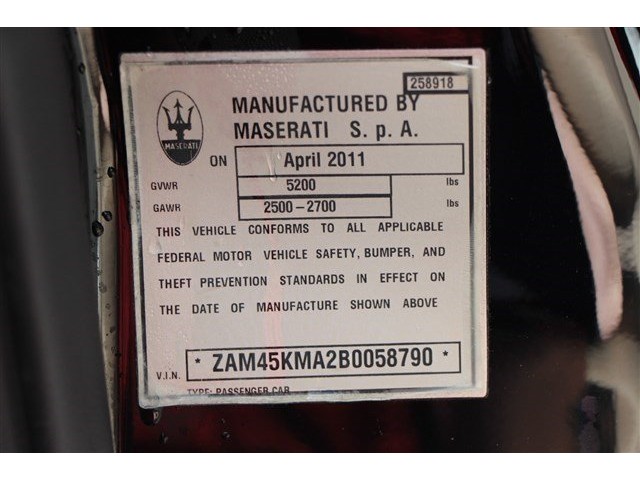 258918
MASERATI
MANUFACTURED BY
MASERATI S. p. A.
ON April 2011
GVWR 5200 lbs
GAWR 2500-2700 lbs
THIS VEHICLE CONFORMS TO ALL APPLICABLE
FEDERAL MOTOR VEHICLE SAFETY, BUMPER, AND
THEFT PREVENTION STANDARDS IN EFFECT ON
THE DATE OF MANUFACTURE SHOWN ABOVE
V.I.N. * ZAM45KMA2B0058790 *
TYPE: PASSENGER CAR